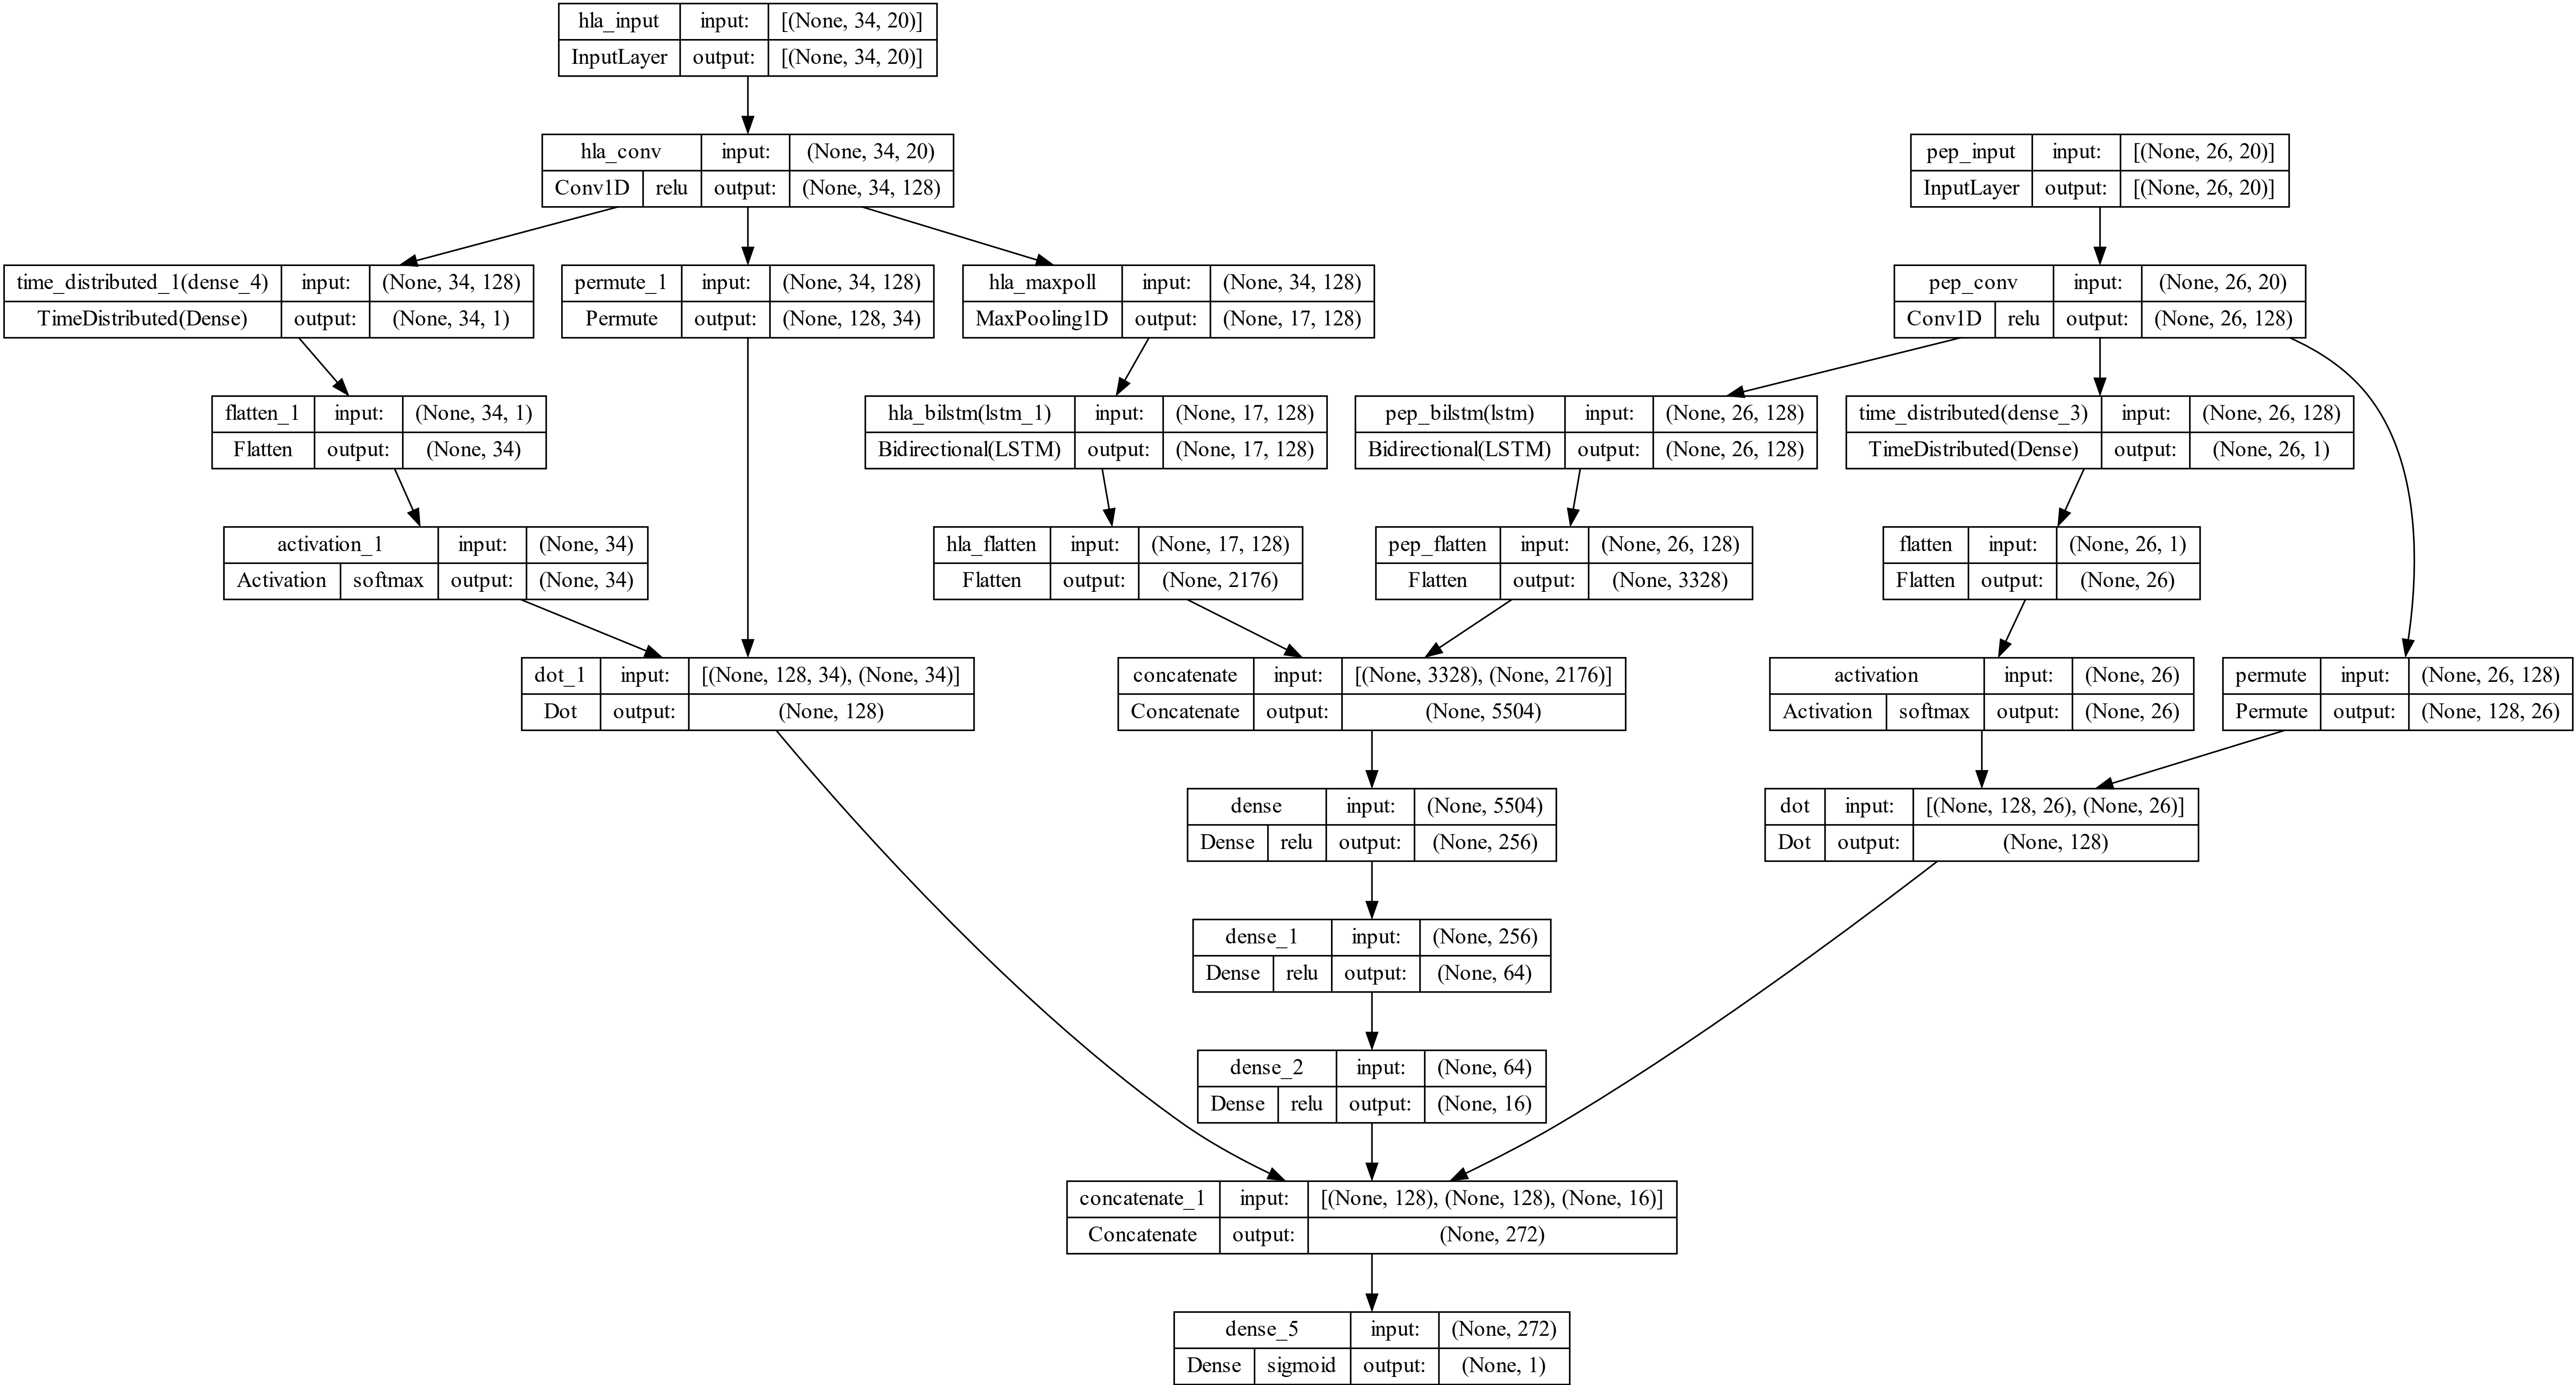 hla_input input: [(None, 34, 20)]
InputLayer output: [(None, 34, 20)]
hla_conv input: (None, 34, 20)
Conv1D relu output: (None, 34, 128)
pep_input input: [(None, 26, 20)]
InputLayer output: [(None, 26, 20)]
time_distributed_1(dense_4) input: (None, 34, 128)
TimeDistributed(Dense) output: (None, 34, 1)
permute_1 input: (None, 34, 128)
Permute output: (None, 128, 34)
hla_maxpoll input: (None, 34, 128)
MaxPooling1D output: (None, 17, 128)
pep_conv input: (None, 26, 20)
Conv1D relu output: (None, 26, 128)
flatten_1 input: (None, 34, 1)
Flatten output: (None, 34)
hla_bilstm(lstm_1) input: (None, 17, 128)
Bidirectional(LSTM) output: (None, 17, 128)
pep_bilstm(lstm) input: (None, 26, 128)
Bidirectional(LSTM) output: (None, 26, 128)
time_distributed(dense_3) input: (None, 26, 128)
TimeDistributed(Dense) output: (None, 26, 1)
activation_1 input: (None, 34)
Activation softmax output: (None, 34)
hla_flatten input: (None, 17, 128)
Flatten output: (None, 2176)
pep_flatten input: (None, 26, 128)
Flatten output: (None, 3328)
flatten input: (None, 26, 1)
Flatten output: (None, 26)
dot_1 input: [(None, 128, 34), (None, 34)]
Dot output: (None, 128)
concatenate input: [(None, 3328), (None, 2176)]
Concatenate output: (None, 5504)
activation input: (None, 26)
Activation softmax output: (None, 26)
permute input: (None, 26, 128)
Permute output: (None, 128, 26)
dense input: (None, 5504)
Dense relu output: (None, 256)
dot input: [(None, 128, 26), (None, 26)]
Dot output: (None, 128)
dense_1 input: (None, 256)
Dense relu output: (None, 64)
dense_2 input: (None, 64)
Dense relu output: (None, 16)
concatenate_1 input: [(None, 128), (None, 128), (None, 16)]
Concatenate output: (None, 272)
dense_5 input: (None, 272)
Dense sigmoid output: (None, 1)